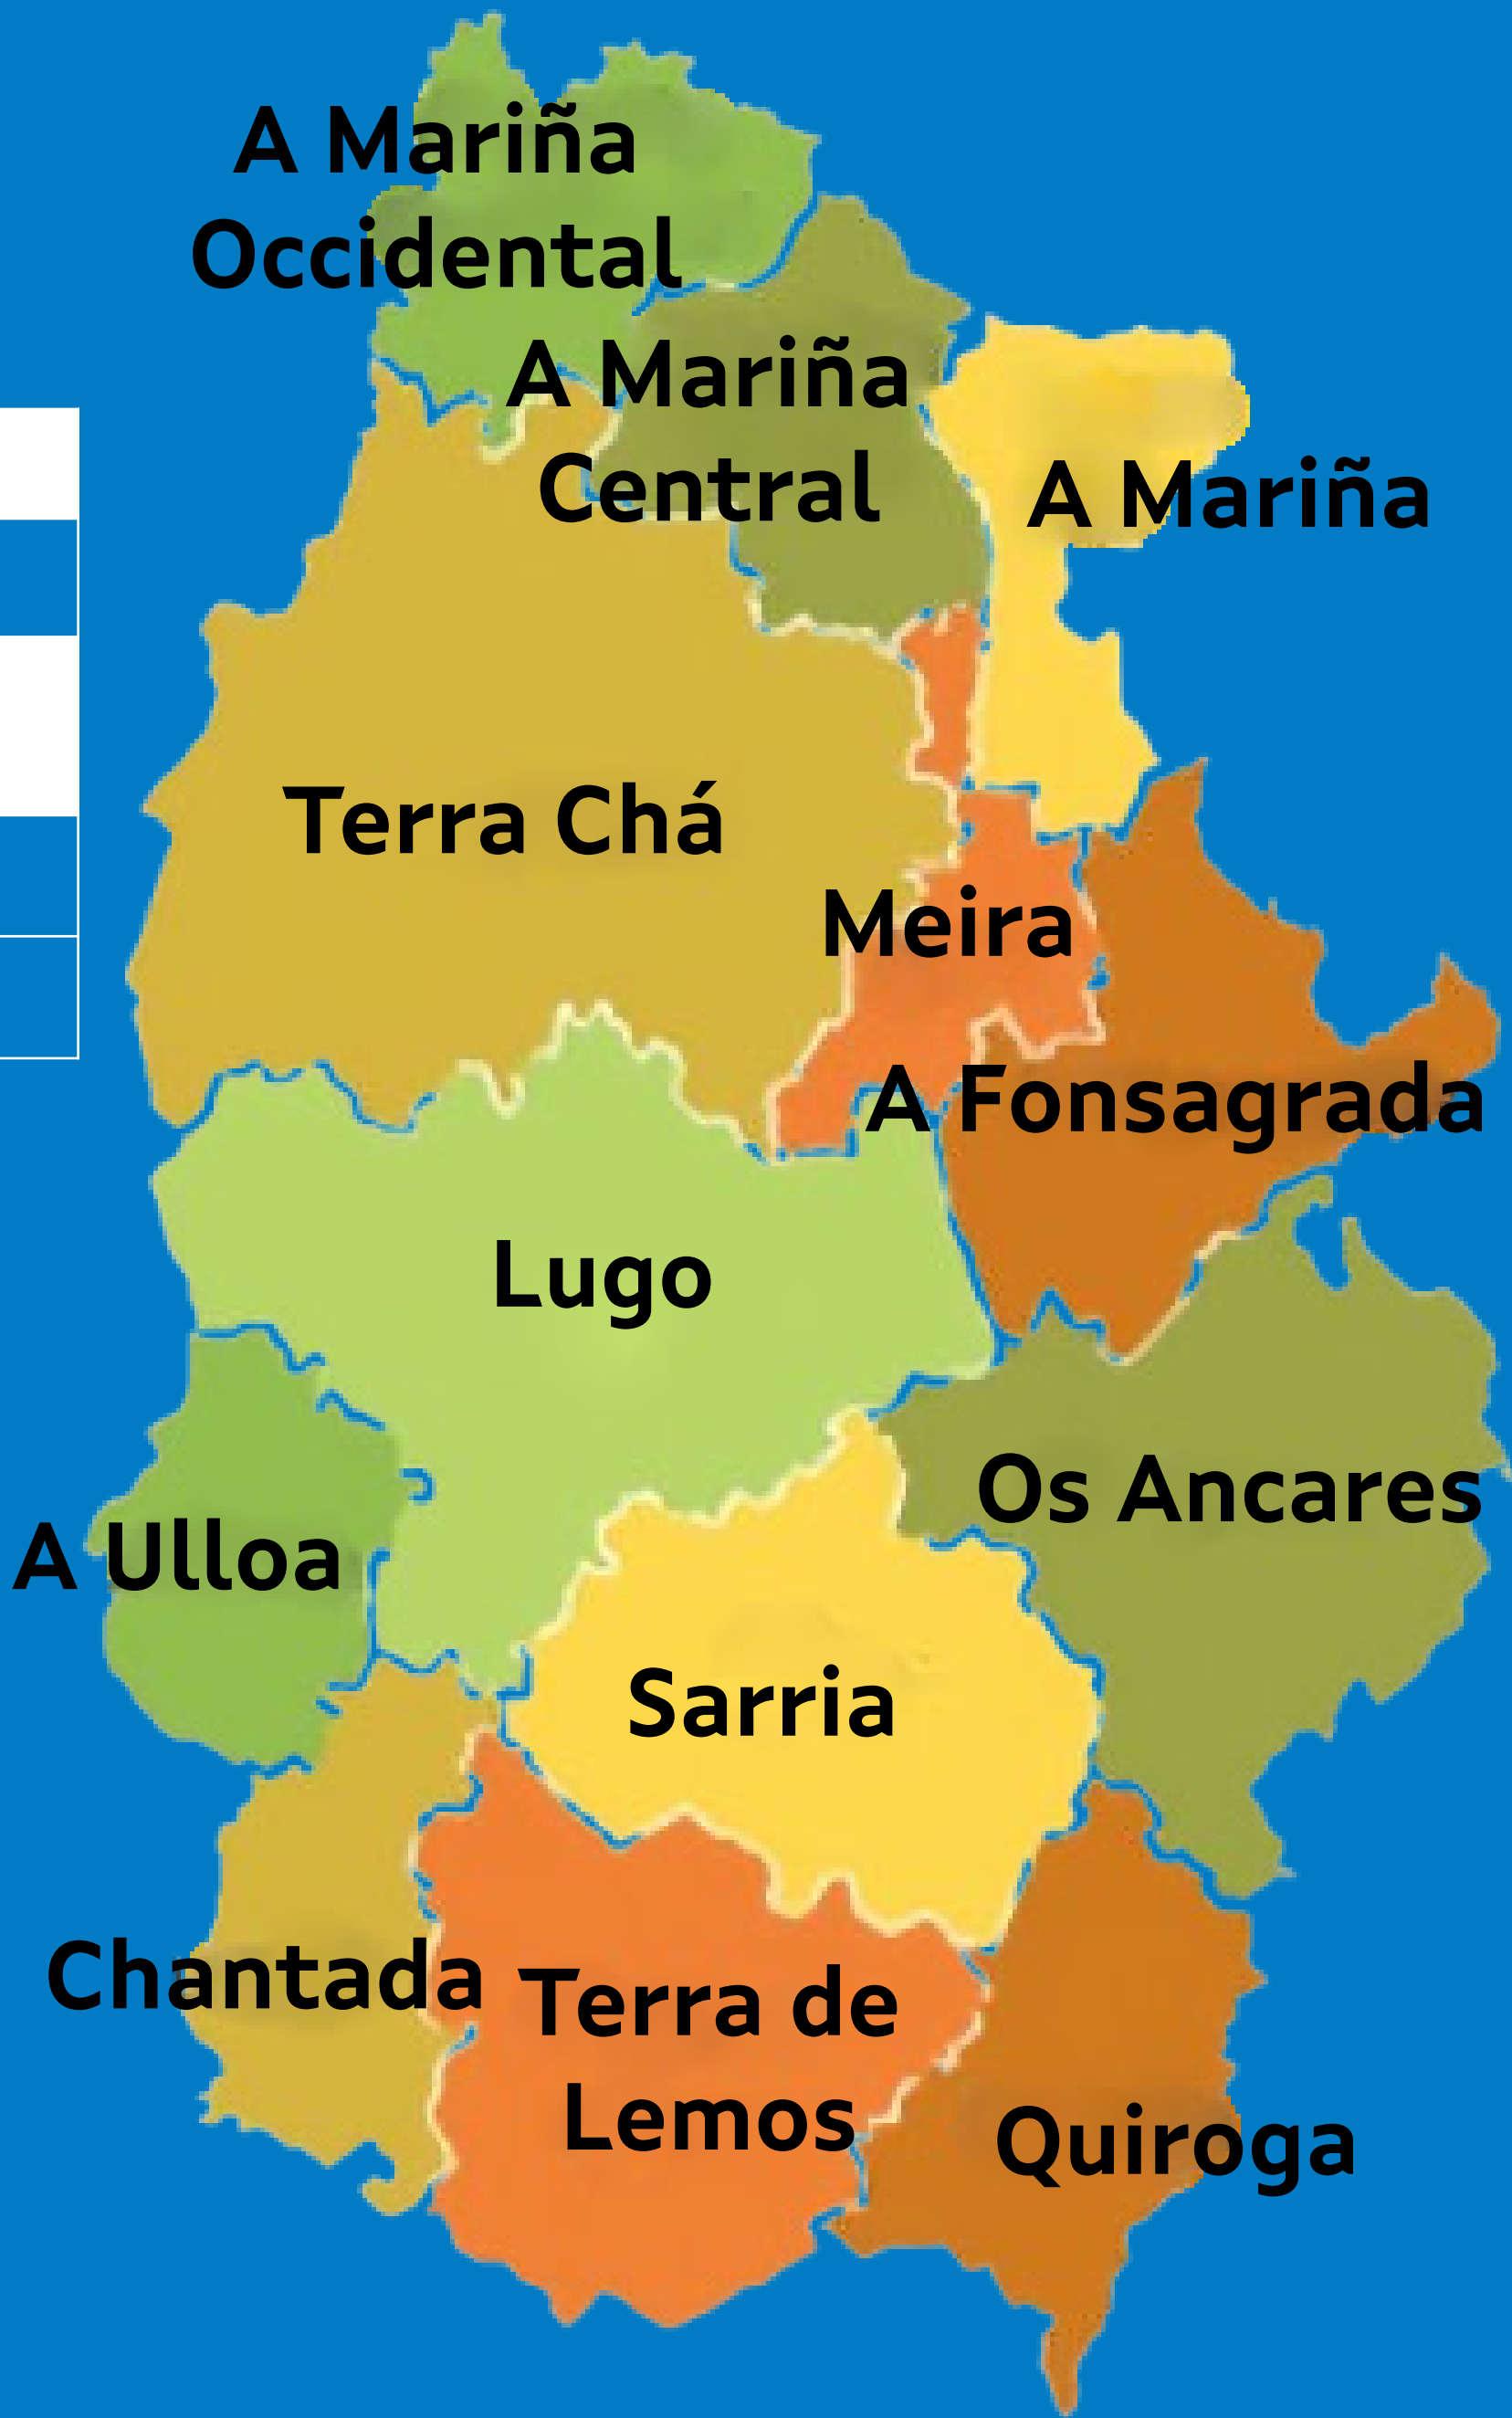 A Mariña
Occidental
A Mariña
Central
A Mariña
Terra Chá
Meira
A Fonsagrada
Lugo
Os Ancares
A Ulloa
Sarria
Chantada
Terra de
Lemos
Quiroga